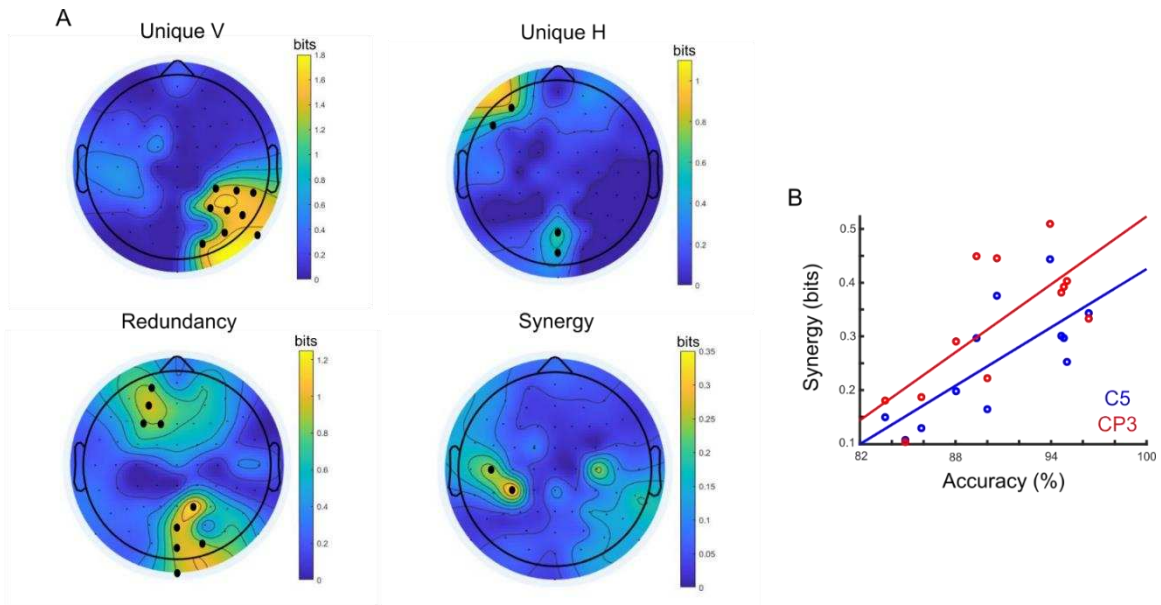 A
Unique V
bits
1.8
1.6
1.4
1.2
1
0.8
0.6
0.4
0.2
0
Unique H
bits
1
0.8
0.6
0.4
0.2
0
Redundancy
bits
1.2
1
0.8
0.6
0.4
0.2
0
Synergy
bits
0.35
0.3
0.25
0.2
0.15
0.1
0.05
0
B
Synergy (bits)
0.5
0.4
0.3
0.2
0.1
C5
CP3
82 88 94 100
Accuracy (%)